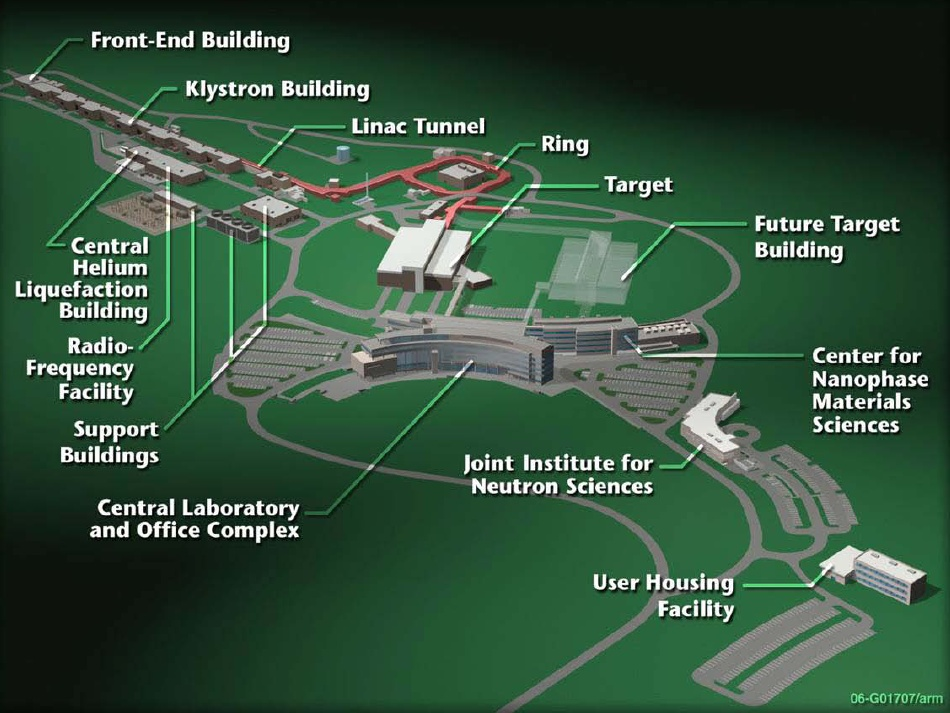 Front-End Building
Klystron Building
Linac Tunnel
Ring
Target
Future Target
Building
Central
Helium
Liquefaction
Building
Radio-
Frequency
Facility
Center for
Nanophase
Materials
Sciences
Support
Buildings
Joint Institute for
Neutron Sciences
Central Laboratory
and Office Complex
User Housing
Facility
06-G01707/arm